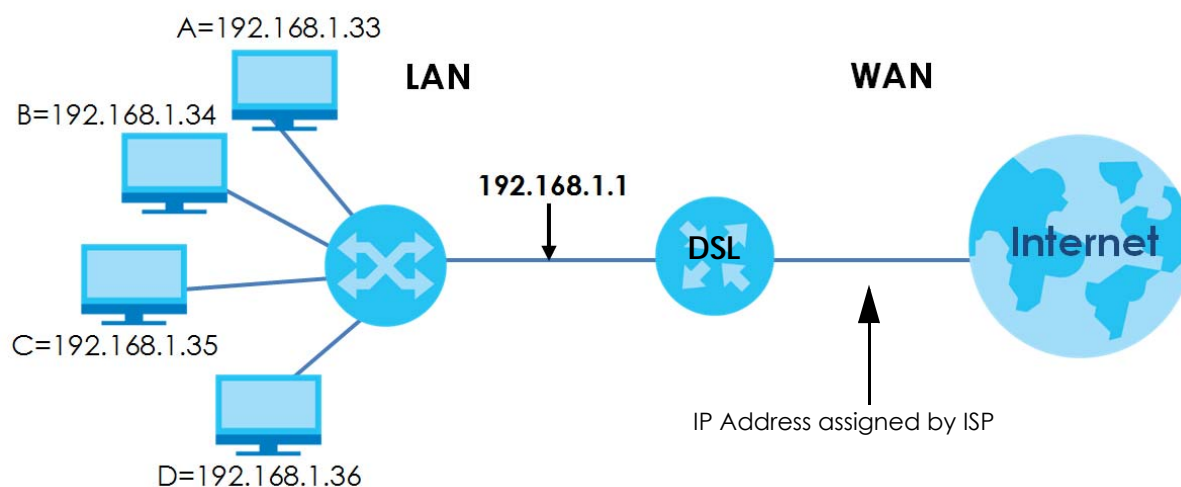 A=192.168.1.33
LAN
WAN
B=192.168.1.34
192.168.1.1
DSL
Internet
C=192.168.1.35
IP Address assigned by ISP
D=192.168.1.36